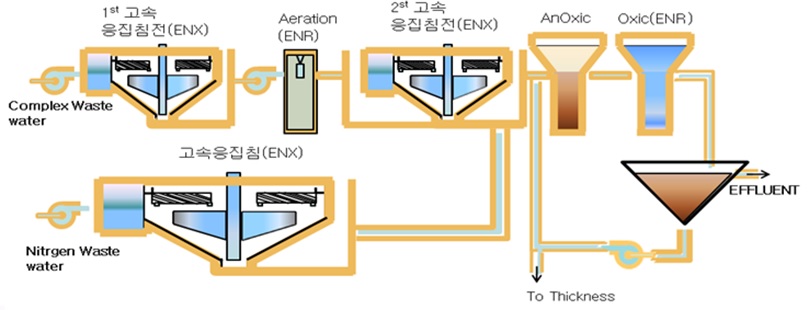 1st 고속
응집침전(ENX)
Aeration
(ENR)
2st 고속
응집침전(ENX)
AnOxic
Oxic(ENR)
Complex Waste
water
고속응집침(ENX)
EFFLUENT
Nitrgen Waste
water
To Thickness